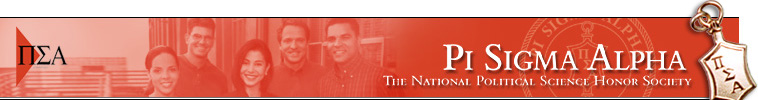 ΠΣΑ
PI SIGMA ALPHA
THE NATIONAL POLITICAL SCIENCE HONOR SOCIETY
ΠΣΑ